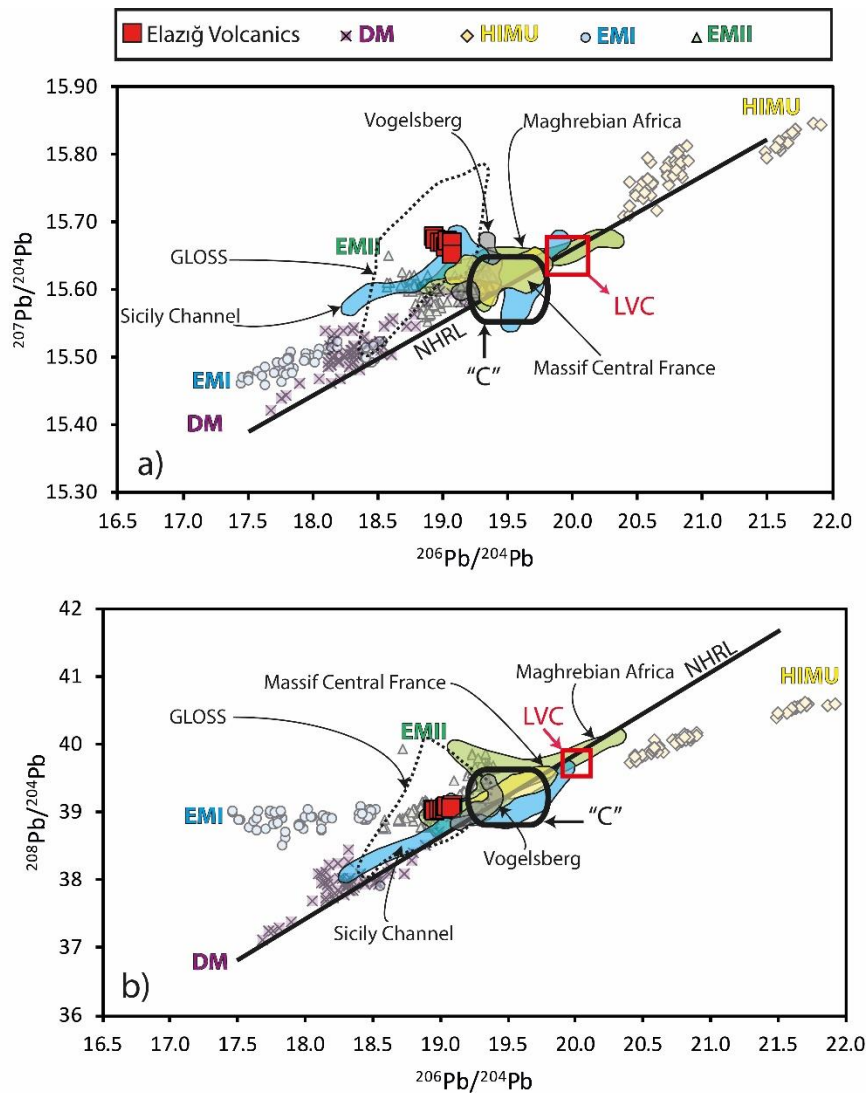 Elazığ Volcanics DM HIMU EMI EMII
15.90
15.80
15.70
15.60
15.50
15.40
15.30
207Pb/204Pb
HIMU
Vogelsberg
Maghrebian Africa
EMII
GLOSS
Sicily Channel
LVC
NHRL
Massif Central France
EMI
"C"
DM
a)
16.5 17.0 17.5 18.0 18.5 19.0 19.5 20.0 20.5 21.0 21.5 22.0
206Pb/204Pb
42
41
40
39
38
37
36
208Pb/204Pb
NHRL
Maghrebian Africa
HIMU
Massif Central France
LVC
GLOSS
EMII
EMI
"C"
Vogelsberg
Sicily Channel
DM
b)
16.5 17.0 17.5 18.0 18.5 19.0 19.5 20.0 20.5 21.0 21.5 22.0
206Pb/204Pb